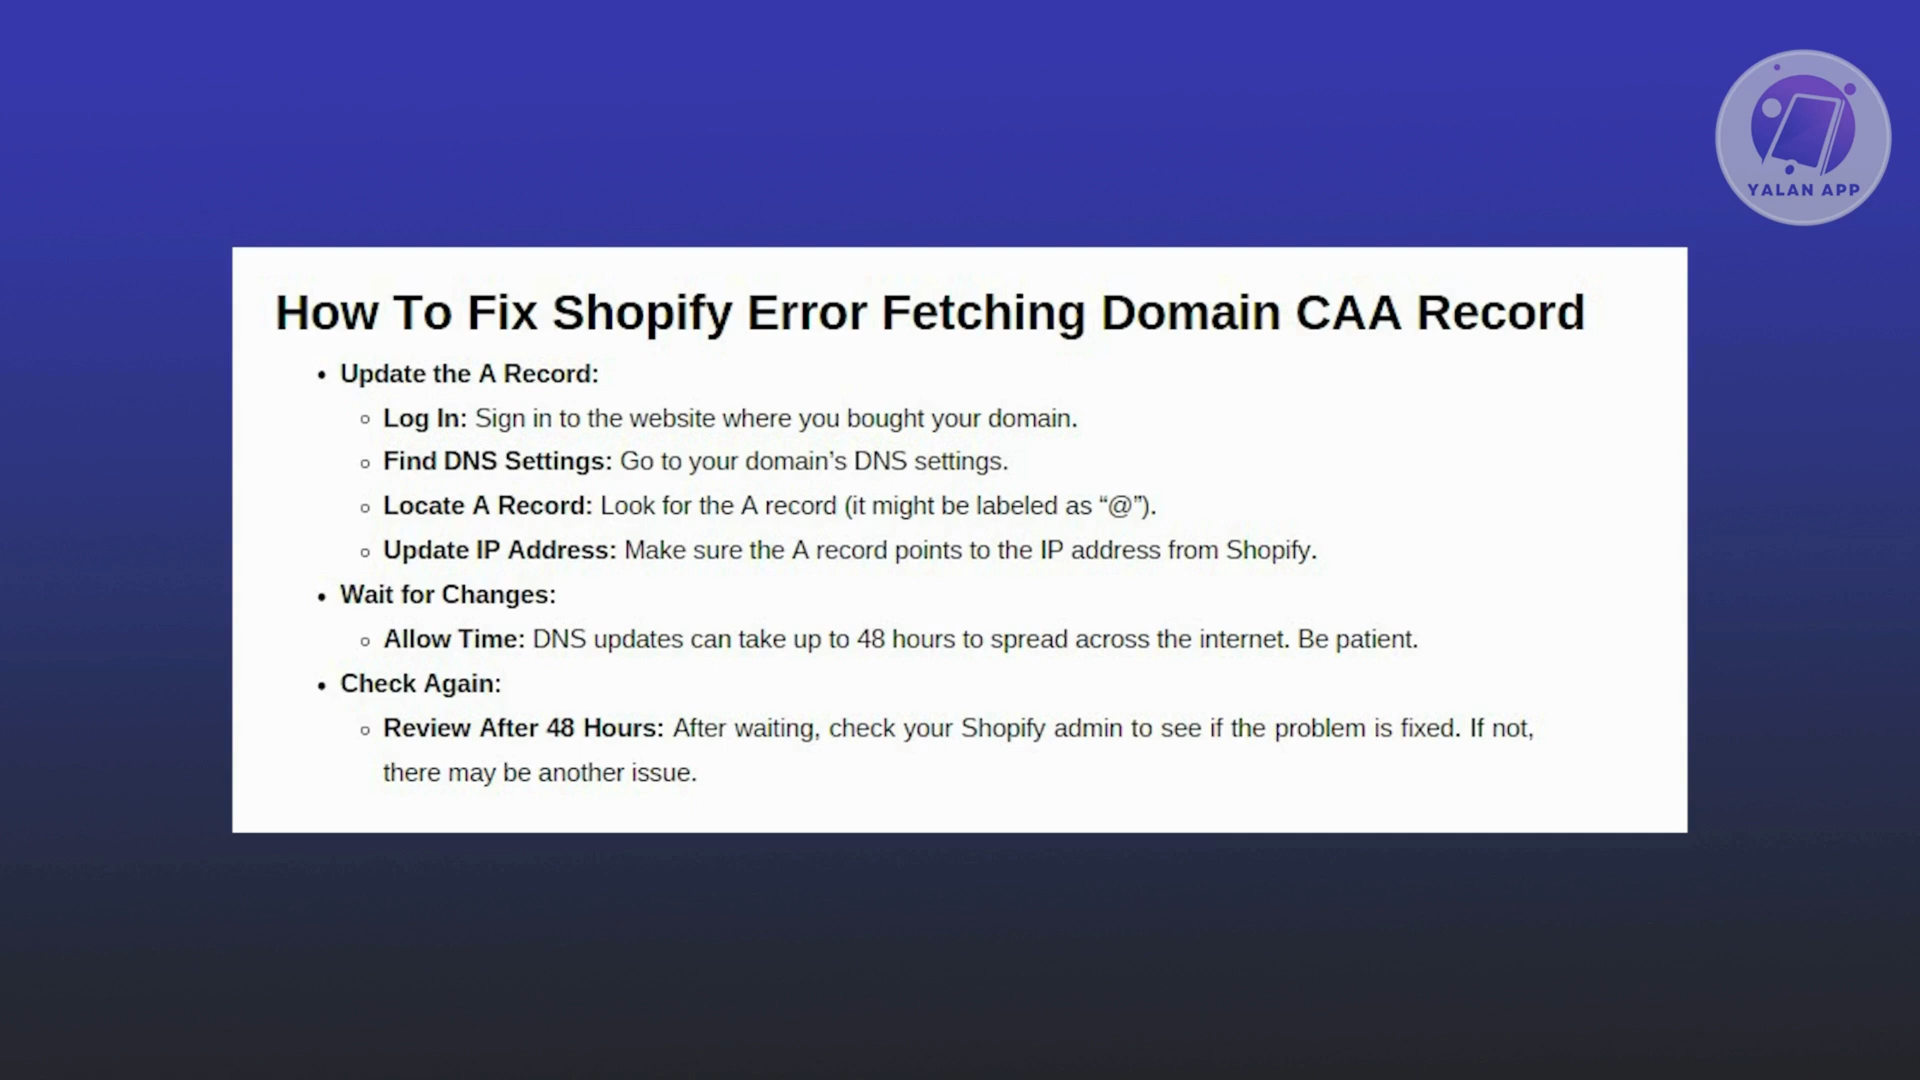 YALAN APP
How To Fix Shopify Error Fetching Domain CAA Record
• Update the A Record:
○ Log In: Sign in to the website where you bought your domain.
○ Find DNS Settings: Go to your domain’s DNS settings.
○ Locate A Record: Look for the A record (it might be labeled as “@”).
○ Update IP Address: Make sure the A record points to the IP address from Shopify.
• Wait for Changes:
○ Allow Time: DNS updates can take up to 48 hours to spread across the internet. Be patient.
• Check Again:
○ Review After 48 Hours: After waiting, check your Shopify admin to see if the problem is fixed. If not,
there may be another issue.